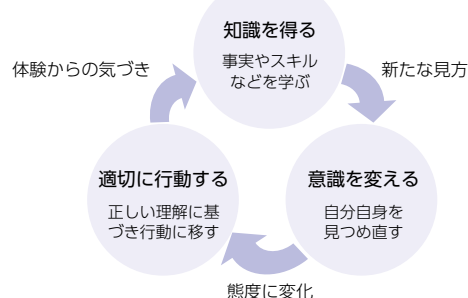 知識を得る
事実やスキル
などを学ぶ
体験からの気づき
新たな見方
適切に行動する
正しい理解に基
づき行動に移す
意識を変える
自分自身を
見つめ直す
態度に変化